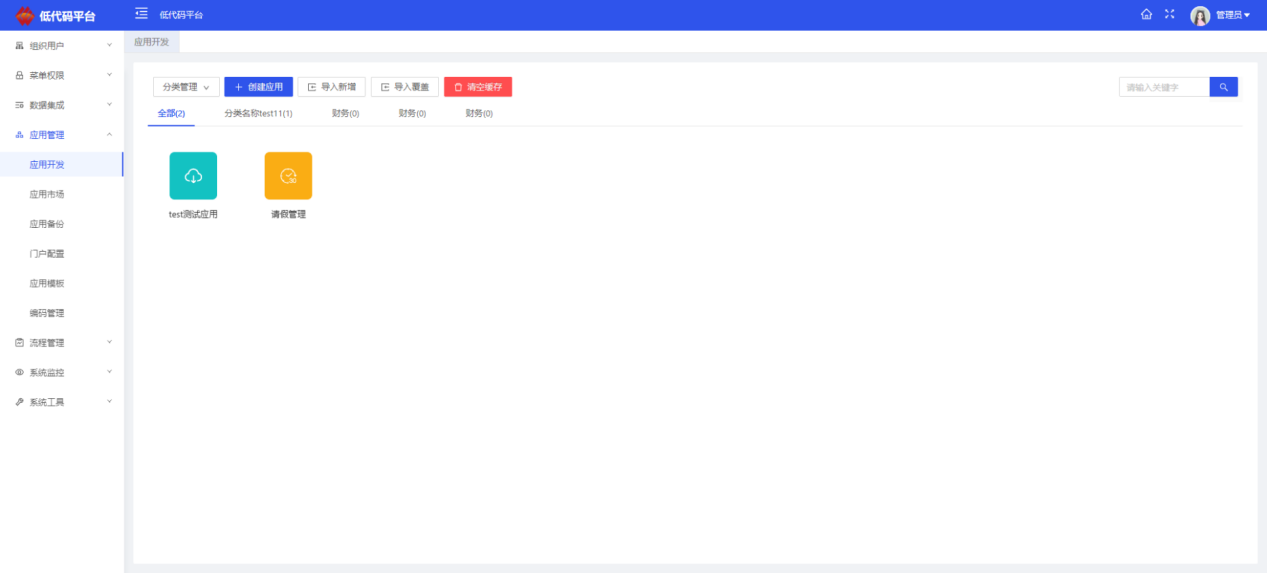 低代码平台
低代码平台
管理员
组织用户
菜单权限
数据集成
应用管理
应用开发
应用市场
应用备份
门户配置
应用模板
编码管理
流程管理
系统监控
系统工具
应用开发
分类管理 创建应用 导入新增 导入覆盖 清空缓存 请输入关键字
全部(2) 分类名称test11(1) 财务(0) 财务(0) 财务(0)
test测试应用 请假管理